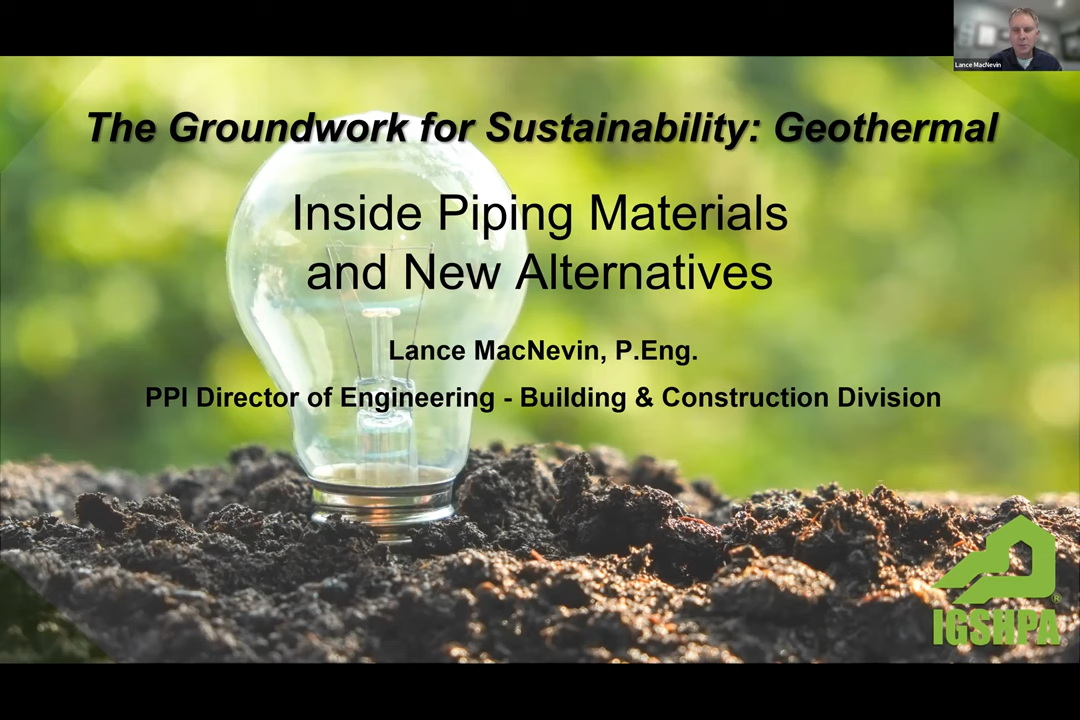 Lance MacNevin
The Groundwork for Sustainability: Geothermal
Inside Piping Materials
and New Alternatives
Lance MacNevin, P.Eng.
PPI Director of Engineering - Building & Construction Division
®
IGSHPA